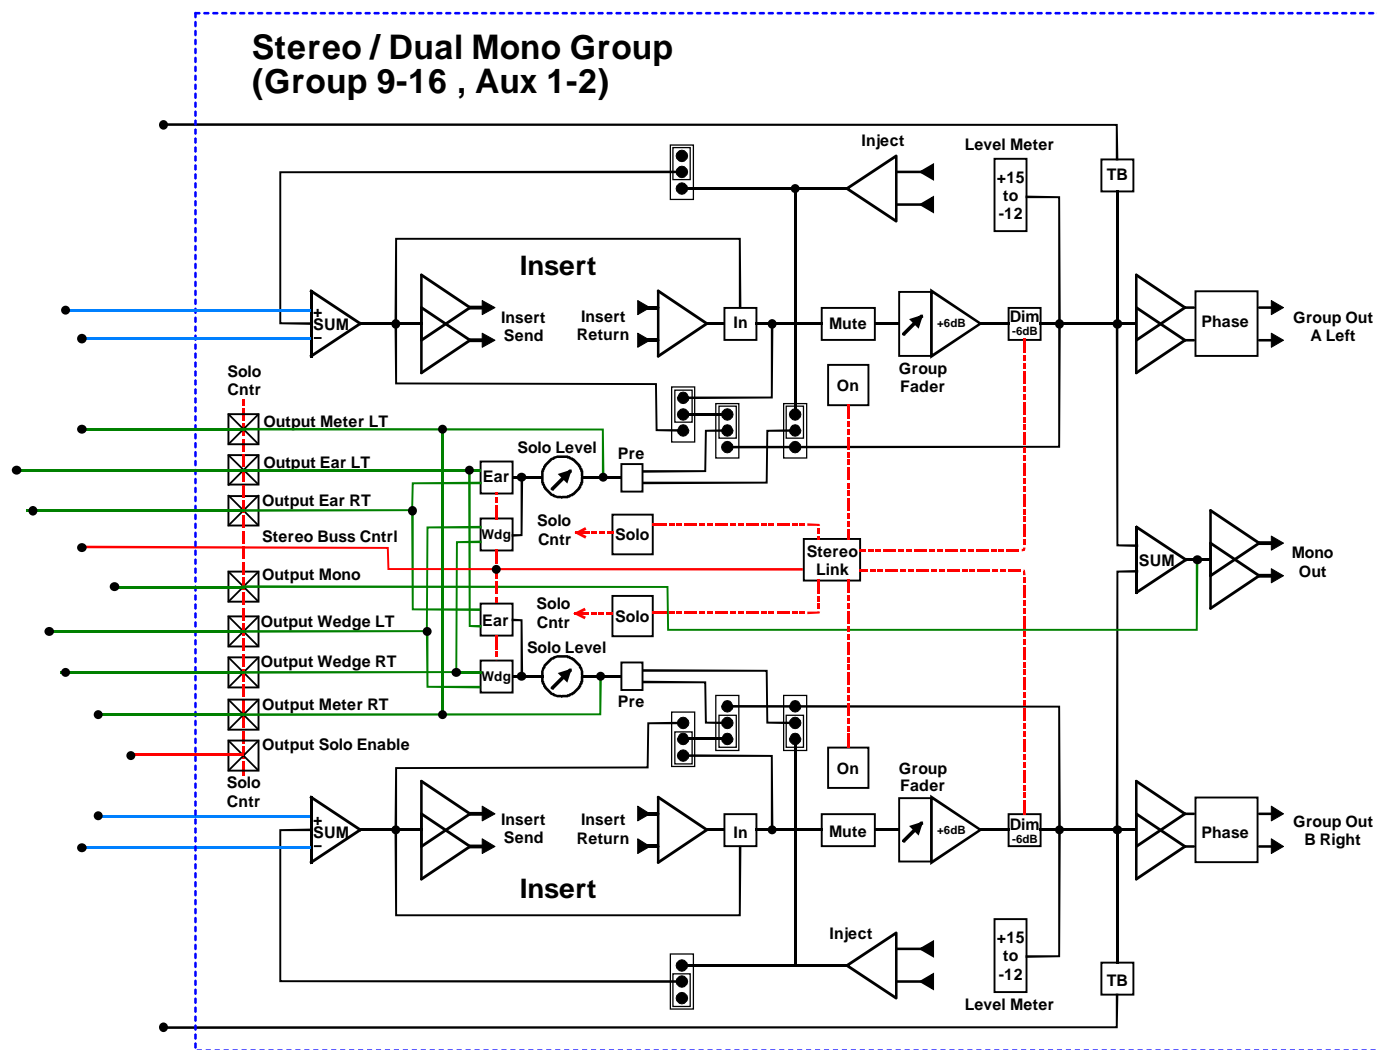 Stereo / Dual Mono Group
(Group 9-16 , Aux 1-2)
Inject
Level Meter
+15
to
-12
TB
Insert
+
SUM
−
Insert
Send
Insert
Return
In
Mute
+6dB
Group
Fader
Dim
-6dB
Phase
Group Out
A Left
On
Solo
Cntr
Output Meter LT
Output Ear LT
Output Ear RT
Stereo Buss Cntrl
Output Mono
Output Wedge LT
Output Wedge RT
Output Meter RT
Output Solo Enable
Solo
Cntr
Solo Level
Pre
Ear
Wdg
Solo
Cntr
Solo
Stereo
Link
SUM
Mono
Out
Ear
Solo
Cntr
Solo
Wdg
Solo Level
Pre
On
Group
Fader
+
SUM
−
Insert
Send
Insert
Return
In
Mute
+6dB
Dim
-6dB
Phase
Group Out
B Right
Insert
Inject
+15
to
-12
Level Meter
TB